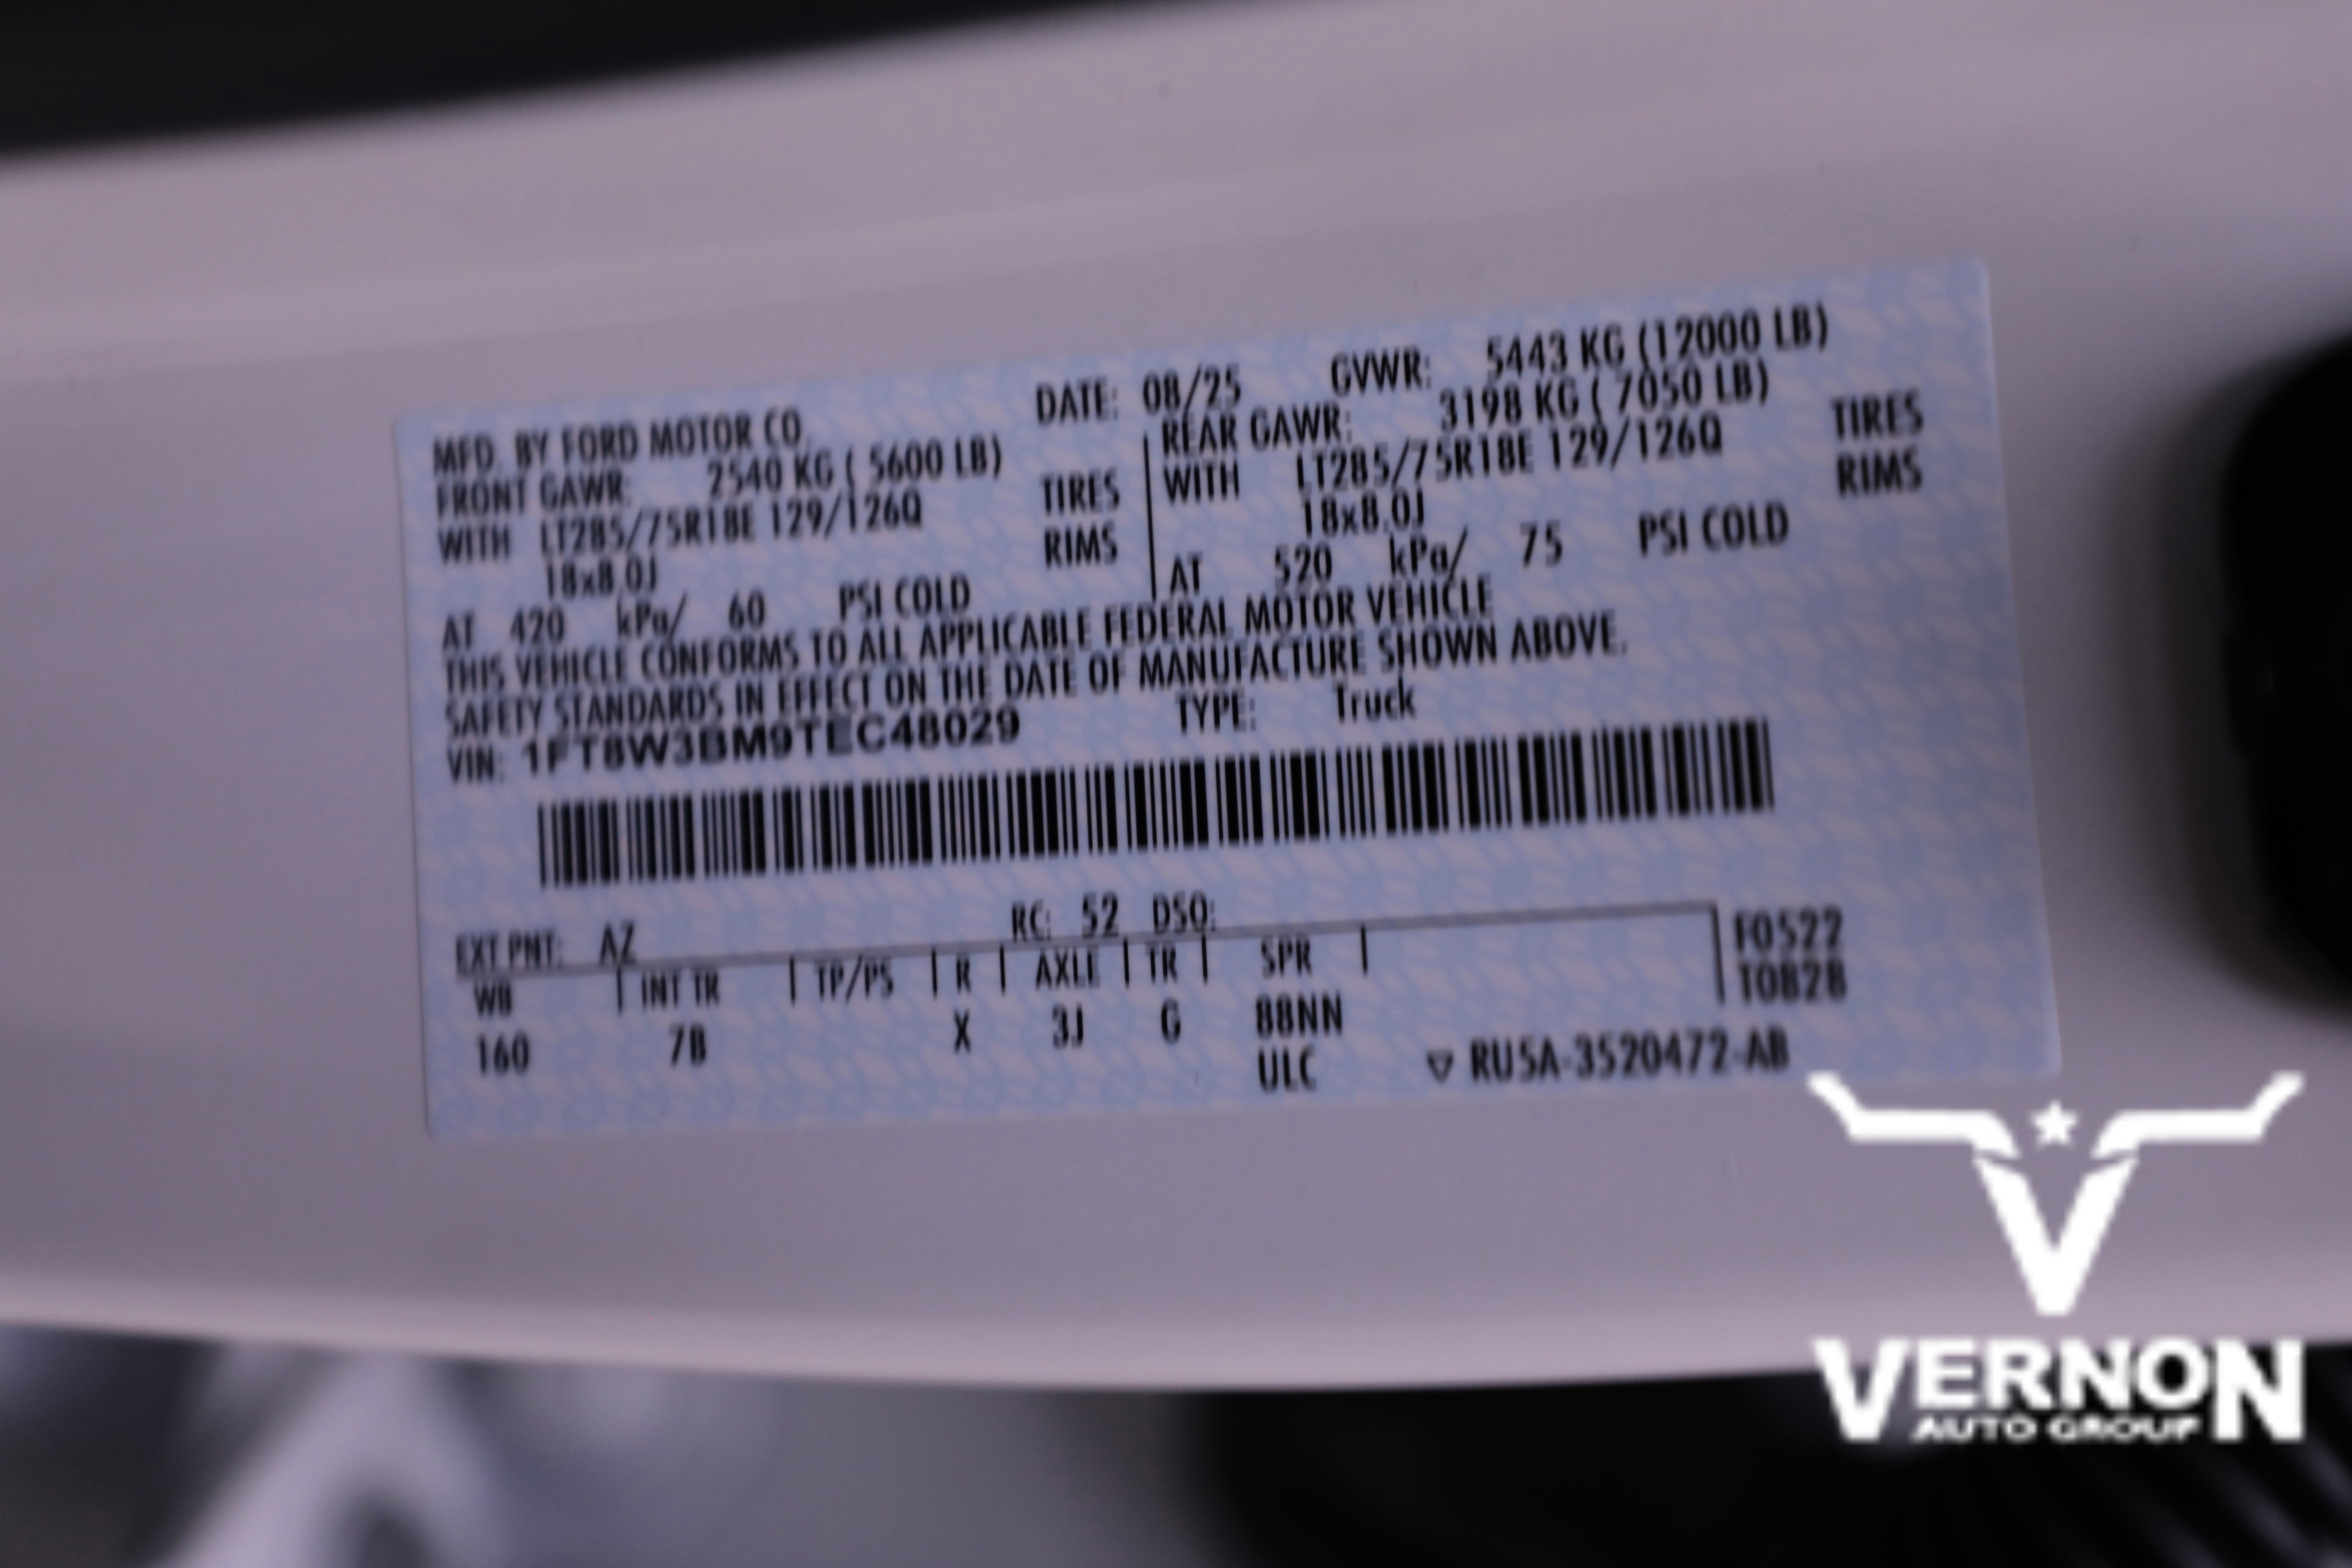 MFD. BY FORD MOTOR CO. DATE: 08/25 GVWR: 5443 KG (12000 LB)
FRONT GAWR: 2540 KG ( 5600 LB) REAR GAWR: 3198 KG ( 7050 LB)
WITH LT285/75R18E 129/126Q TIRES WITH LT285/75R18E 129/126Q TIRES
18x8.0J RIMS 18x8.0J RIMS
AT 420 kPa/ 60 PSI COLD AT 520 kPa/ 75 PSI COLD
THIS VEHICLE CONFORMS TO ALL APPLICABLE FEDERAL MOTOR VEHICLE
SAFETY STANDARDS IN EFFECT ON THE DATE OF MANUFACTURE SHOWN ABOVE.
VIN: 1FT8W3BM9TEC48029 TYPE: Truck
EXT PNT: AZ RC: 52 DSO:
WB INT TR TP/PS R AXLE TR SPR F0522
160 7B X 3J G 88NN T0828
ULC ▽ RU5A-3520472-AB
VERNON
AUTO GROUP